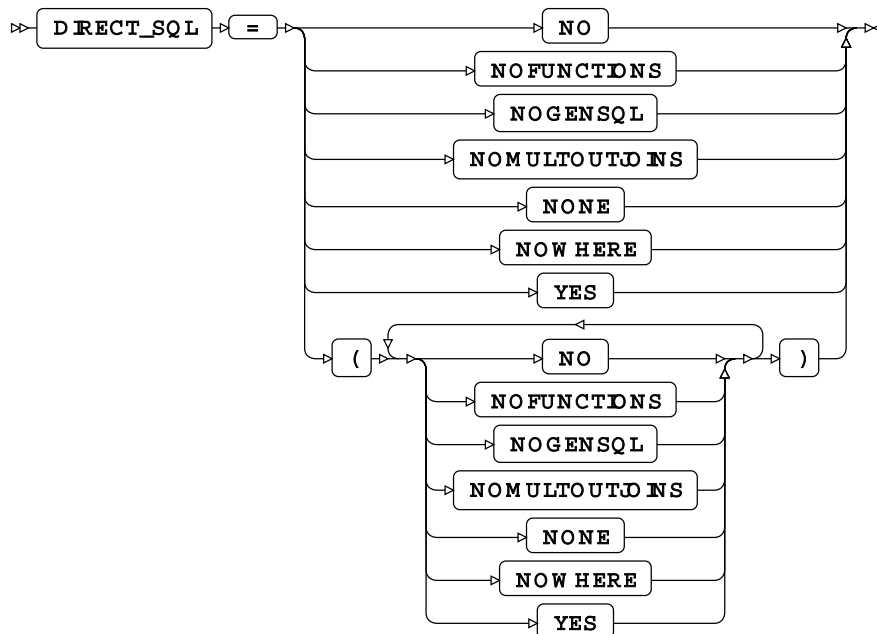 DIRECT_SQL = NO
NOFUNCTIONS
NOGENSQL
NOMULTOUTJOINS
NONE
NOWHERE
YES
( NO )
NOFUNCTIONS
NOGENSQL
NOMULTOUTJOINS
NONE
NOWHERE
YES